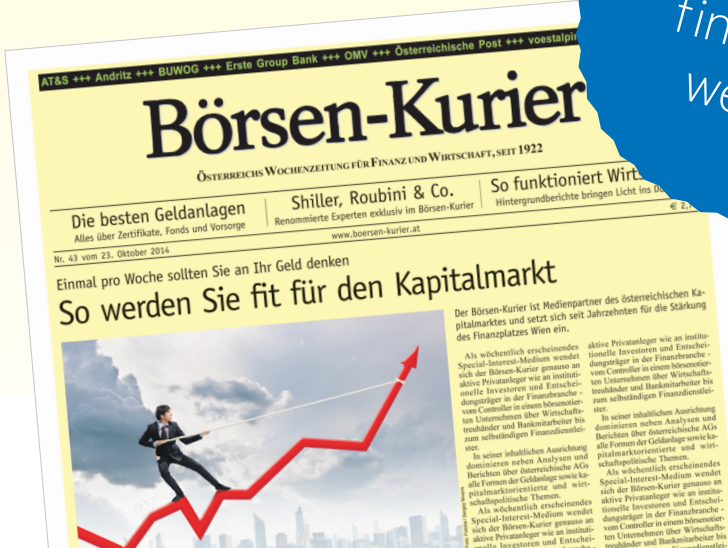 AT&S +++ Andritz +++ BUWOG +++ Erste Group Bank +++ OMV +++ Österreichische Post +++
Börsen-Kurier
ÖSTERREICHS WOCHENZEITUNG FÜR FINANZ UND WIRTSCHAFT, SEIT 1922
Die besten Geldanlagen
Alles über Zertifikate, Fonds und Vorsorge
Shiller, Roubini & Co.
Renommierte Experten exklusiv im Börsen-Kurier
So funktioniert
Hintergrundberichte bringen Licht ins
€ 2,
Nr. 43 vom 23. Oktober 2014
www.boersen-kurier.at
Einmal pro Woche sollten Sie an Ihr Geld denken
So werden Sie fit für den Kapitalmarkt
Der Börsen-Kurier ist Medienpartner des österreichischen Ka-
pitalmarktes und setzt sich seit Jahrzehnten für die Stärkung
des Finanzplatzes Wien ein.
Als wöchentlich erscheinendes
Special-Interest-Medium wendet
sich der Börsen-Kurier genauso an
aktive Privatanleger wie an instituti-
onelle Investoren und Entschei-
dungsträger in der Finanzbranche -
vom Controller in einem börsenotier-
ten Unternehmen über Wirtschafts-
treuhänder und Bankmitarbeiter bis
zum selbständigen Finanzdienstlei-
ster.
In seiner inhaltlichen Ausrichtung
dominieren neben Analysen und
Berichten über österreichische AGs
alle Formen der Geldanlage sowie ka-
pitalmarktorientierte und wirt-
schaftspolitische Themen.
Als wöchentlich erscheinendes
Special-Interest-Medium wendet
sich der Börsen-Kurier genauso an
aktive Privatanleger wie an instituti-
onelle Investoren und
aktive Privatanleger wie an institu-
tionelle Investoren und Entschei-
dungsträger in der Finanzbranche -
vom Controller in einem börsenotier-
ten Unternehmen über Wirtschafts-
treuhänder und Bankmitarbeiter bis
zum selbständigen Finanzdienstlei-
ster.
In seiner inhaltlichen Ausrichtung
dominieren neben Analysen und
Berichten über österreichische AGs
alle Formen der Geldanlage sowie ka-
pitalmarktorientierte und wirt-
schaftspolitische Themen.
Als wöchentlich erscheinendes
Special-Interest-Medium wendet
sich der Börsen-Kurier genauso an
aktive Privatanleger wie an institu-
tionelle Investoren und Entschei-
dungsträger in der Finanzbranche -
vom Controller in einem börsenotier-
ten Unternehmen über Wirtschafts-
treuhänder und Bankmitarbeiter bis